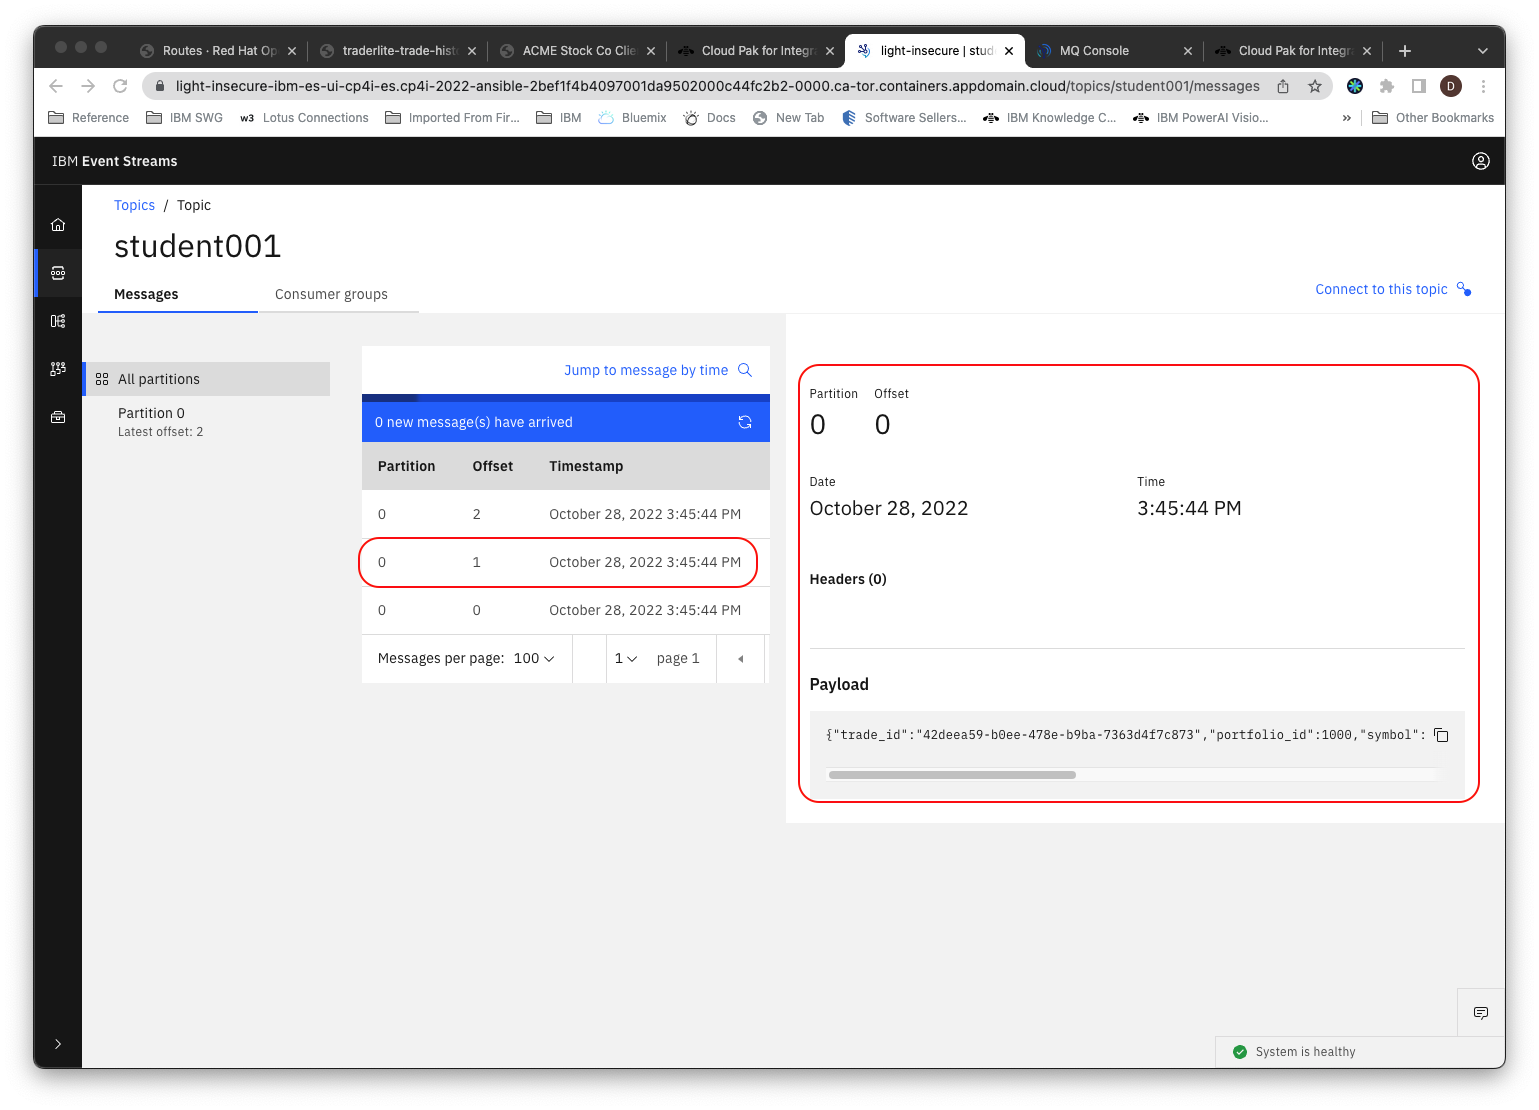 Routes · Red Hat Op
traderlite-trade-hist
ACME Stock Co Clie
Cloud Pak for Integra
light-insecure | stud
MQ Console
Cloud Pak for Integra
light-insecure-ibm-es-ui-cp4i-es.cp4i-2022-ansible-2bef1f4b4097001da9502000c44fc2b2-0000.ca-tor.containers.appdomain.cloud/topics/student001/messages
D
Reference
IBM SWG
w3 Lotus Connections
Imported From Fir...
IBM
Bluemix
Docs
New Tab
Software Sellers...
IBM Knowledge C...
IBM PowerAI Visio...
»
Other Bookmarks
IBM Event Streams
Topics / Topic
student001
Messages
Consumer groups
Connect to this topic
All partitions
Partition 0
Latest offset: 2
Jump to message by time
0 new message(s) have arrived
Partition Offset Timestamp
0 2 October 28, 2022 3:45:44 PM
0 1 October 28, 2022 3:45:44 PM
0 0 October 28, 2022 3:45:44 PM
Messages per page: 100
1 page 1
Partition Offset
0 0
Date Time
October 28, 2022 3:45:44 PM
Headers (0)
Payload
{"trade_id":"42deea59-b0ee-478e-b9ba-7363d4f7c873","portfolio_id":1000,"symbol":
System is healthy